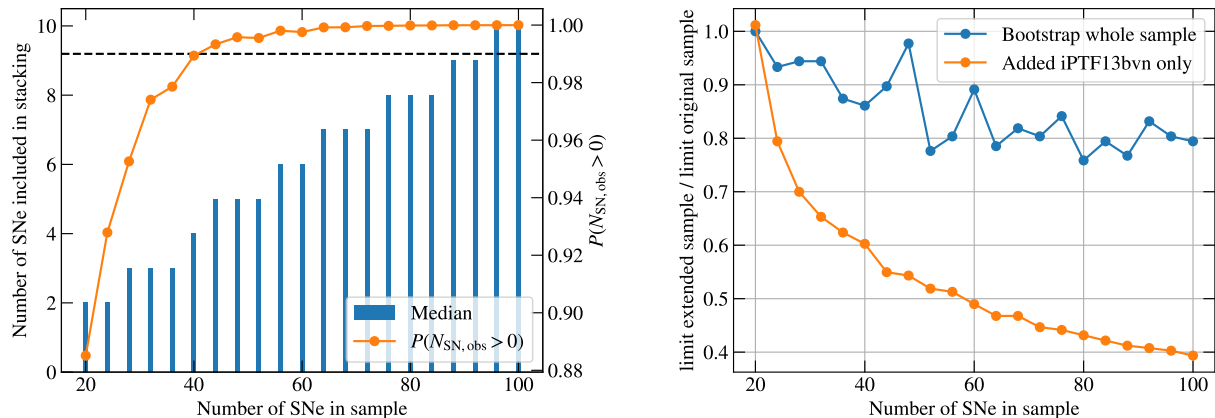 Number of SNe included in stacking
10
8
6
4
2
0
1.00
0.98
0.96
0.94
0.92
0.90
0.88
P(N_SN,obs > 0)
Median
P(N_SN,obs > 0)
20 40 60 80 100
Number of SNe in sample
limit extended sample / limit original sample
1.0
0.9
0.8
0.7
0.6
0.5
0.4
Bootstrap whole sample
Added iPTF13bvn only
20 40 60 80 100
Number of SNe in sample